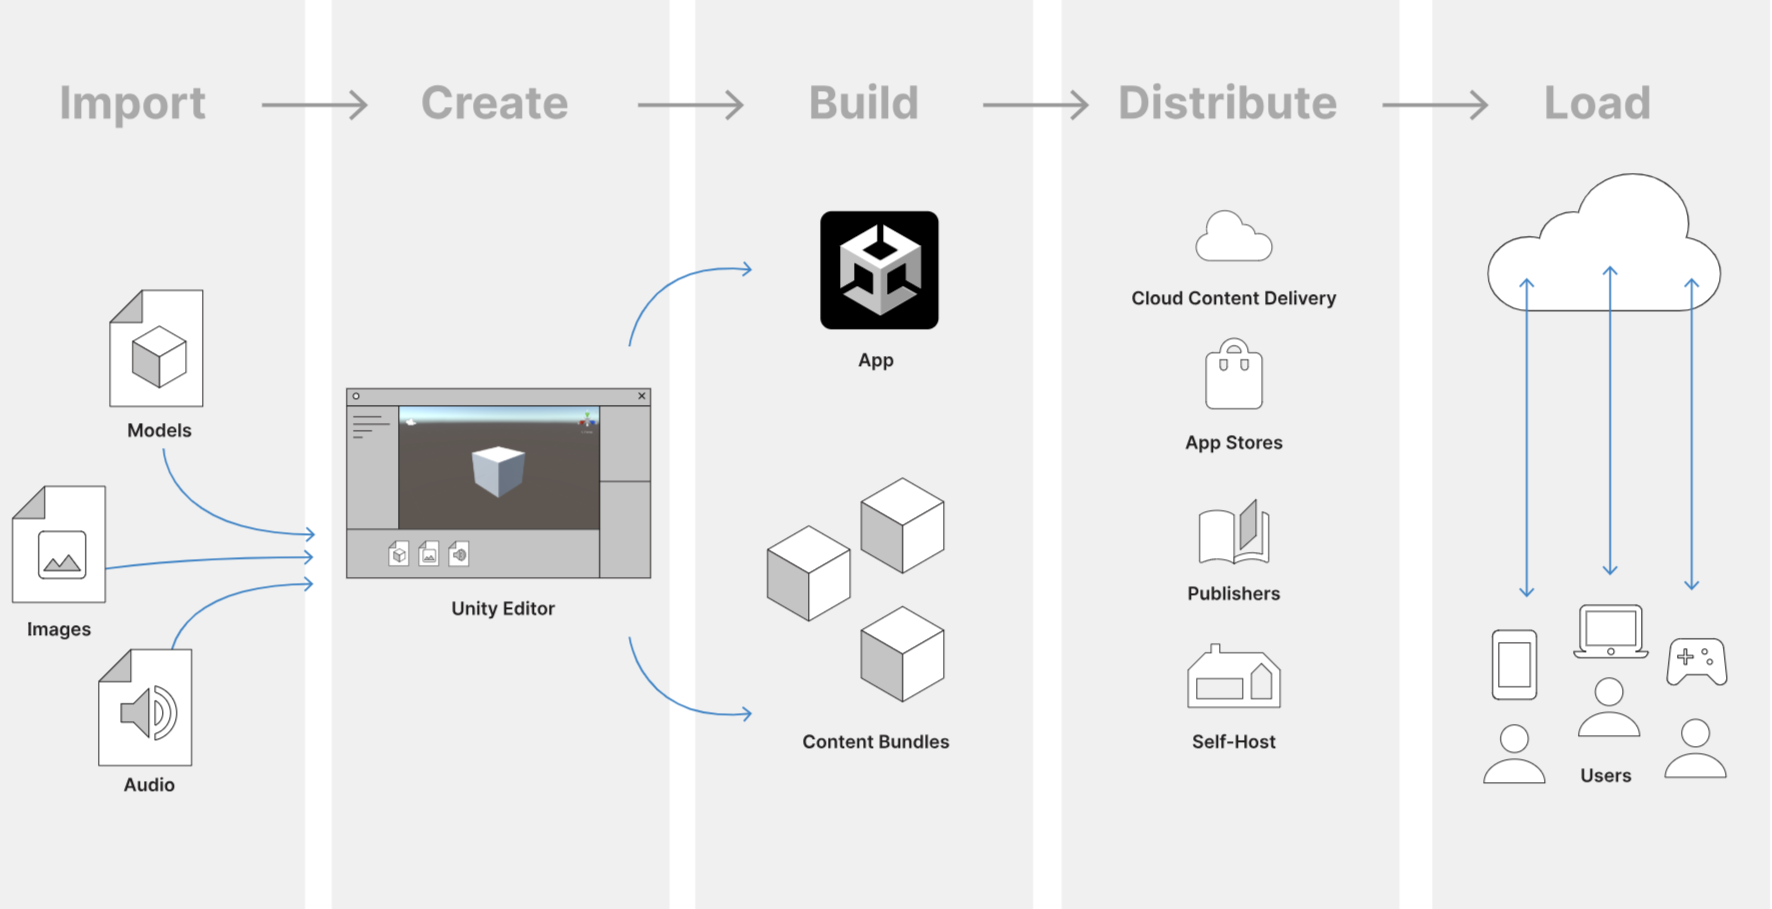 Import
Create
Build
Distribute
Load
Models
Images
Audio
Unity Editor
App
Content Bundles
Cloud Content Delivery
App Stores
Publishers
Self-Host
Users